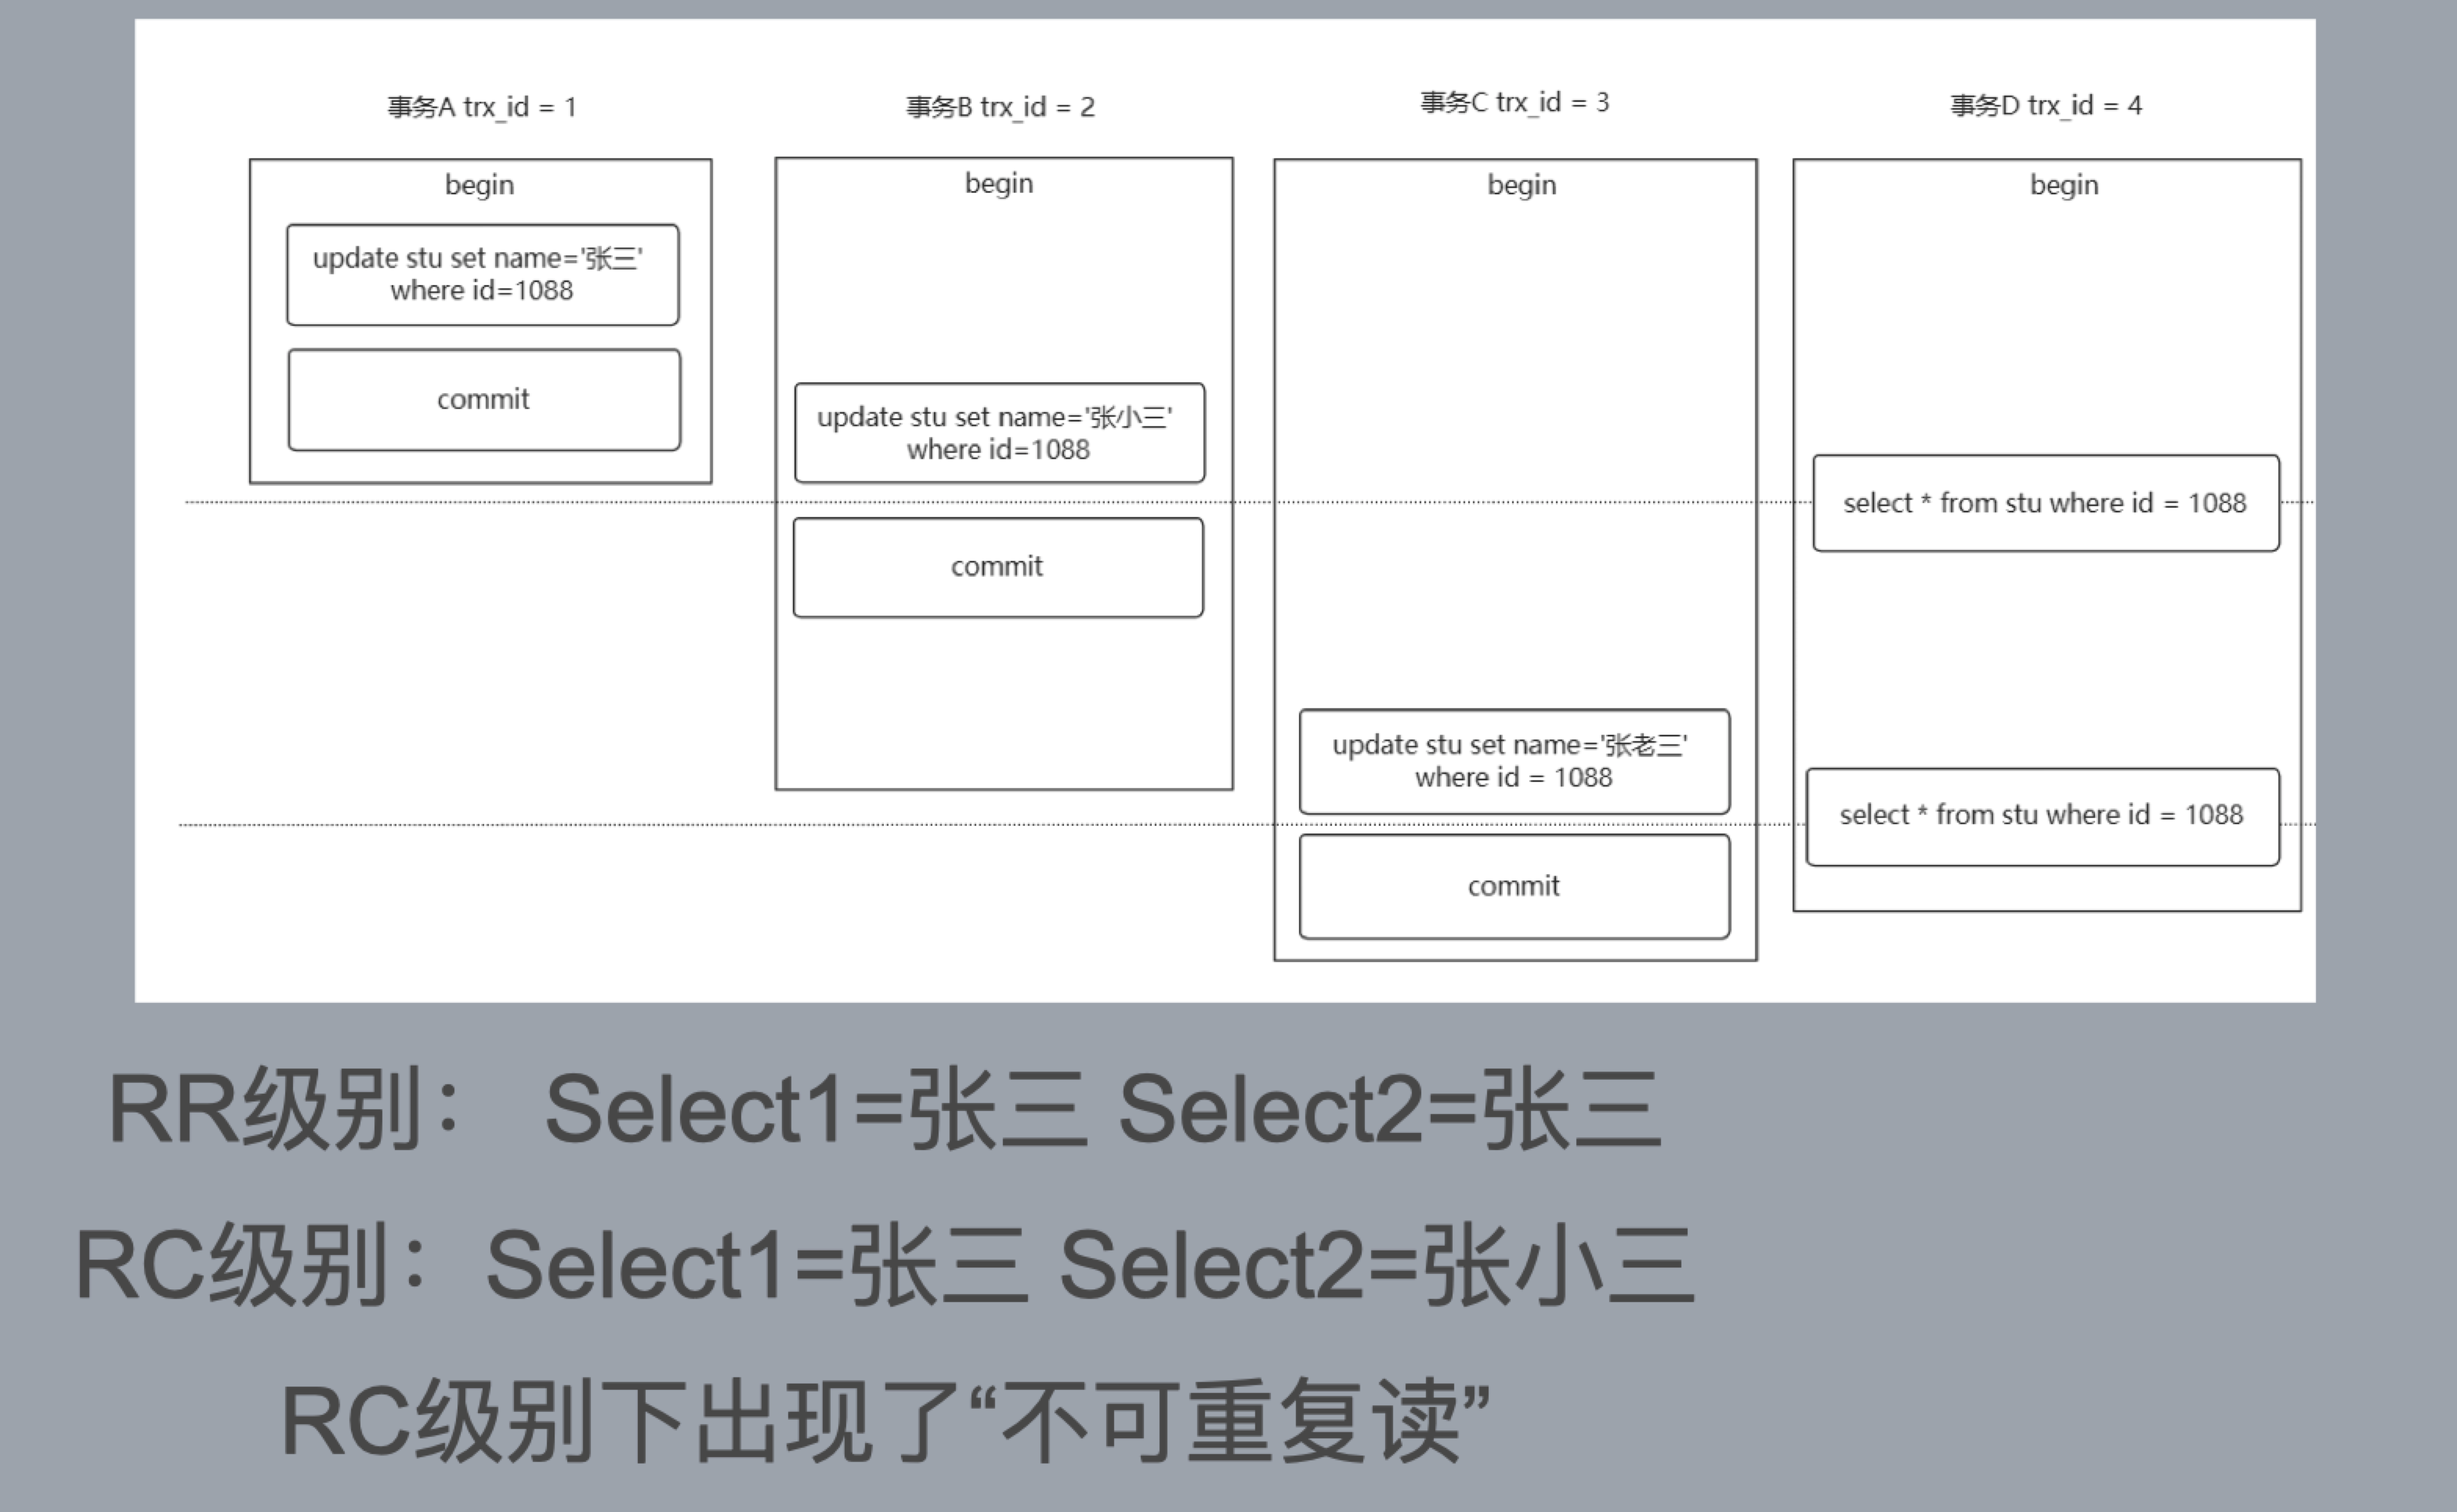 事务A trx_id = 1
事务B trx_id = 2
事务C trx_id = 3
事务D trx_id = 4
begin
update stu set name='张三'
where id=1088
commit
begin
update stu set name='张小三'
where id=1088
commit
begin
update stu set name='张老三'
where id = 1088
commit
begin
select * from stu where id = 1088
select * from stu where id = 1088
RR级别： Select1=张三 Select2=张三
RC级别：Select1=张三 Select2=张小三
RC级别下出现了“不可重复读”